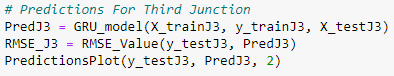 # Predictions For Third Junction
PredJ3 = GRU_model(X_trainJ3, y_trainJ3, X_testJ3)
RMSE_J3 = RMSE_Value(y_testJ3, PredJ3)
PredictionsPlot(y_testJ3, PredJ3, 2)